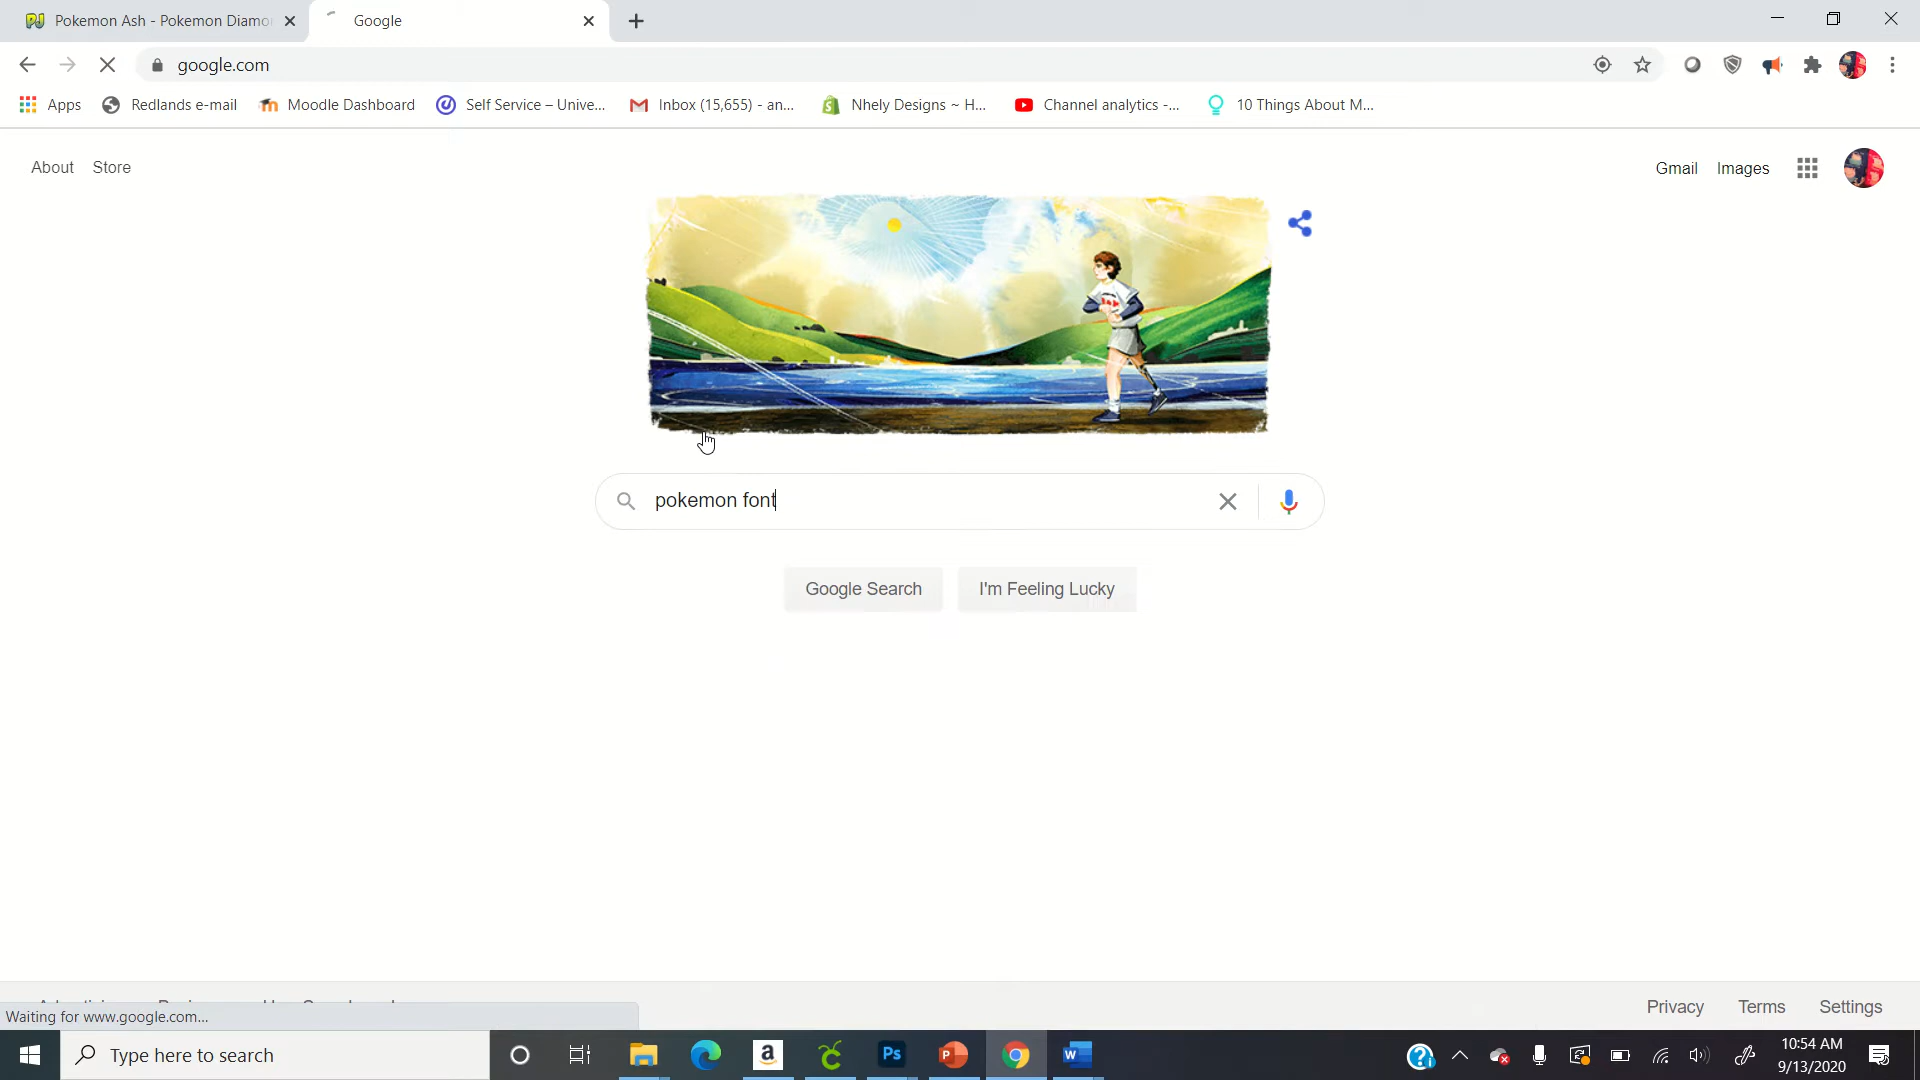 Pokemon Ash - Pokemon Diamo
Google
google.com
Apps
Redlands e-mail
Moodle Dashboard
Self Service – Unive...
Inbox (15,655) - an...
Nhely Designs ~ H...
Channel analytics -...
10 Things About M...
About
Store
Gmail
Images
pokemon font
Google Search
I'm Feeling Lucky
Privacy
Terms
Settings
Waiting for www.google.com...
Type here to search
Ps
10:54 AM
9/13/2020